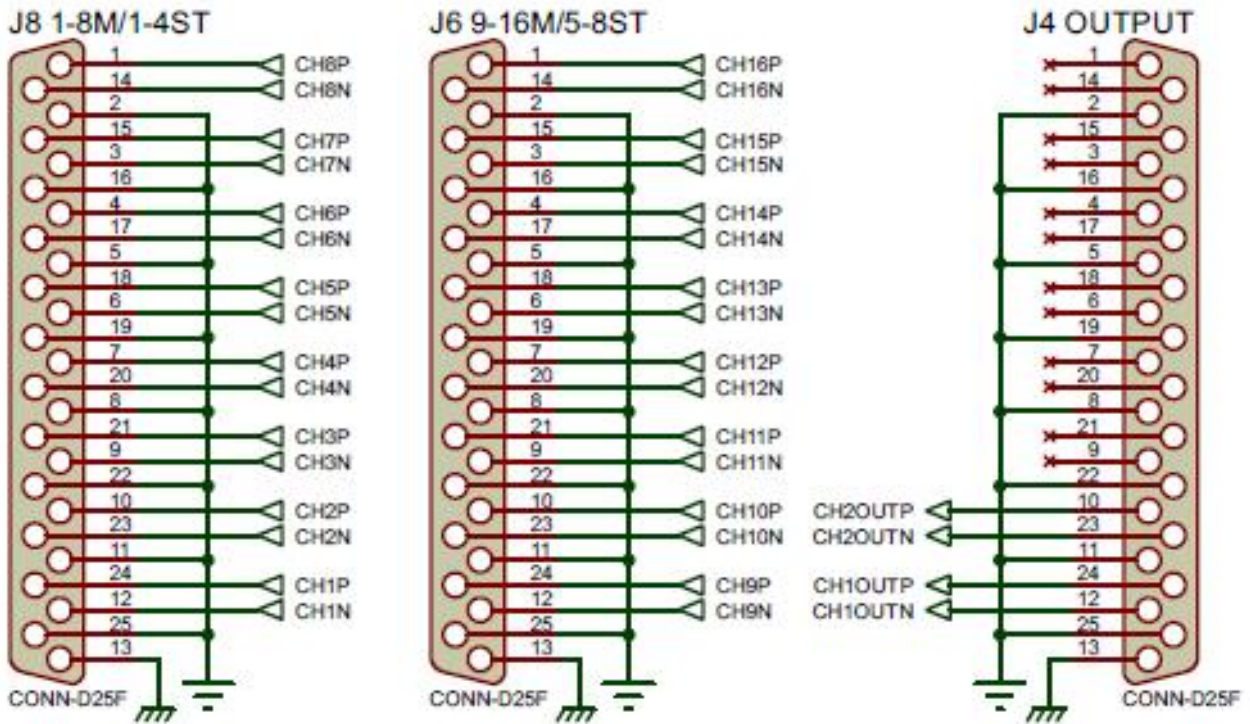 J8 1-8M/1-4ST
1 CH8P
14 CH8N
2
15 CH7P
3 CH7N
16
4 CH6P
17 CH6N
5
18 CH5P
6 CH5N
19
7 CH4P
20 CH4N
8
21 CH3P
9 CH3N
22
10 CH2P
23 CH2N
11
24 CH1P
12 CH1N
25
13
CONN-D25F
J6 9-16M/5-8ST
1 CH16P
14 CH16N
2
15 CH15P
3 CH15N
16
4 CH14P
17 CH14N
5
18 CH13P
6 CH13N
19
7 CH12P
20 CH12N
8
21 CH11P
9 CH11N
22
10 CH10P
23 CH10N
11
24 CH9P
12 CH9N
25
13
CONN-D25F
J4 OUTPUT
1
14
2
15
3
16
4
17
5
18
6
19
7
20
8
21
9
22
CH2OUTP 10
CH2OUTN 23
11
CH1OUTP 24
CH1OUTN 12
25
13
CONN-D25F